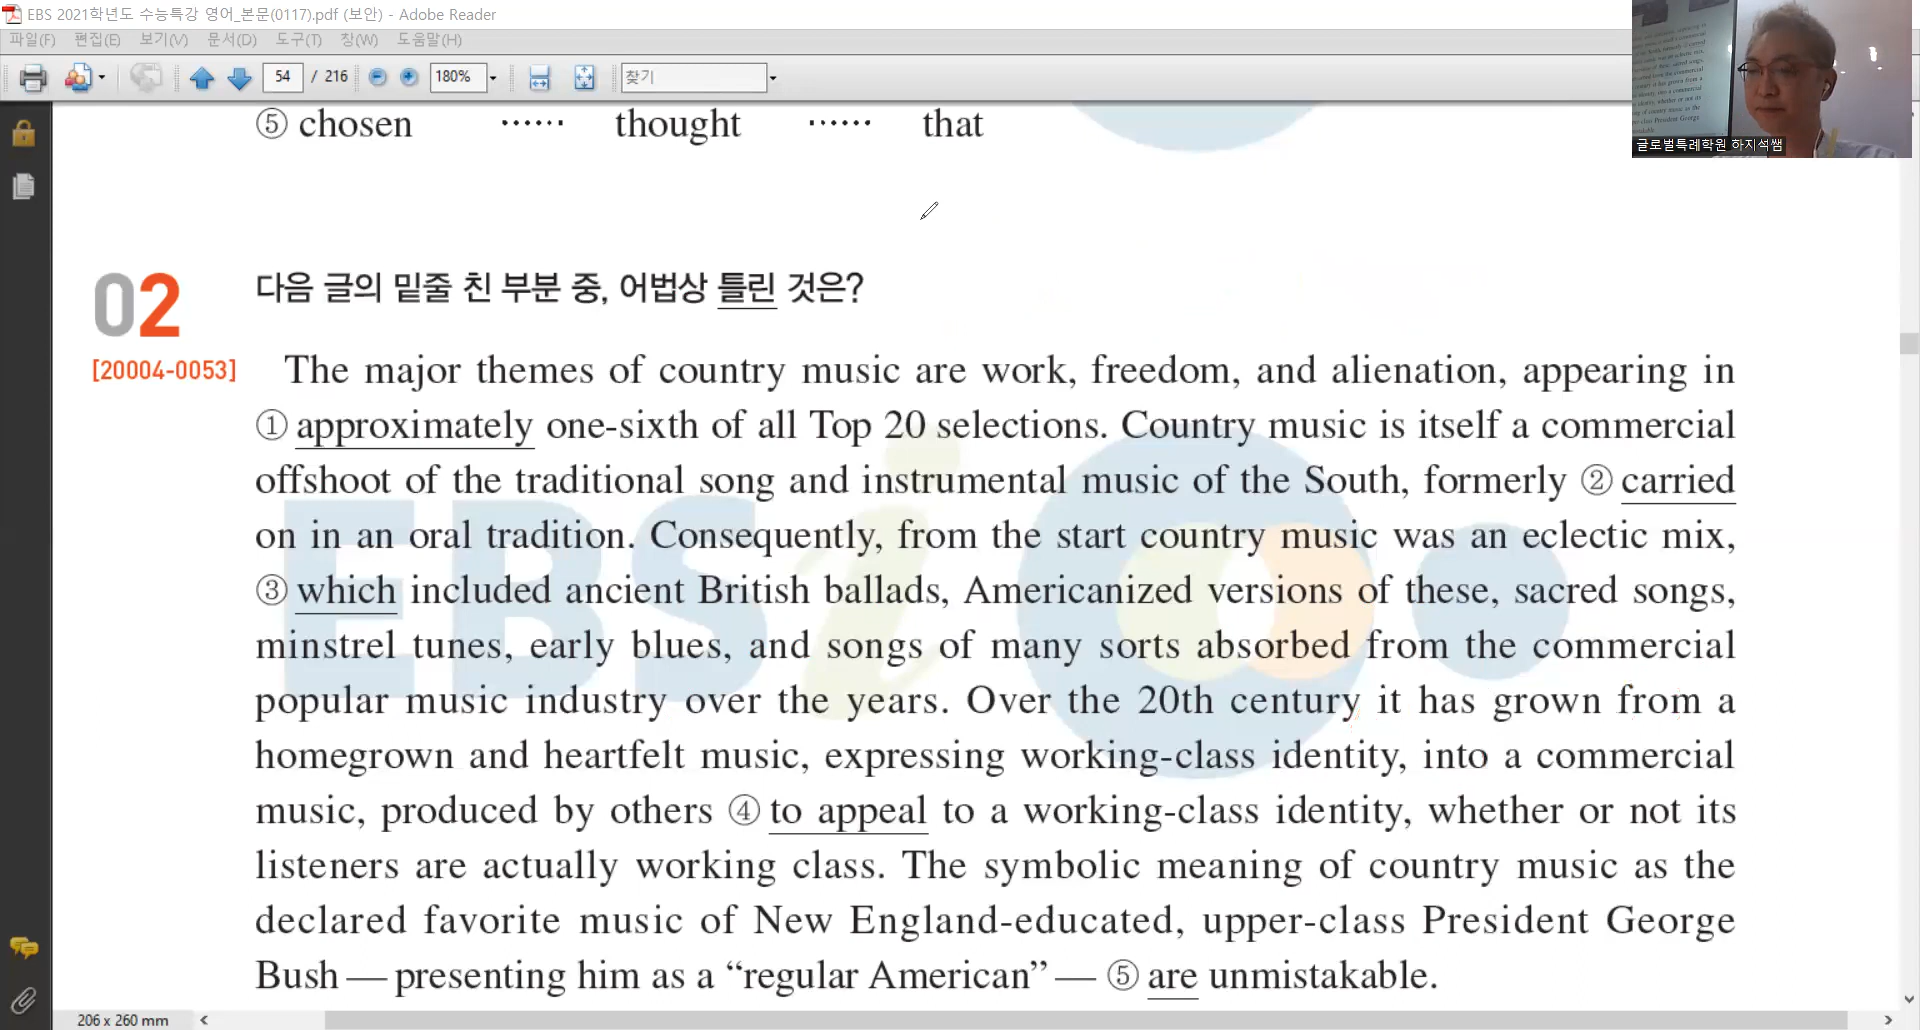 EBS 2021학년도 수능특강 영어_본문(0117).pdf (보안) - Adobe Reader
파일(F) 편집(E) 보기(V) 문서(D) 도구(T) 창(W) 도움말(H)
54 / 216 180% 찾기
글로벌특례학원 하지석쌤
⑤ chosen ······ thought ······ that
02 다음 글의 밑줄 친 부분 중, 어법상 틀린 것은?
[20004-0053] The major themes of country music are work, freedom, and alienation, appearing in
① approximately one-sixth of all Top 20 selections. Country music is itself a commercial
offshoot of the traditional song and instrumental music of the South, formerly ② carried
on in an oral tradition. Consequently, from the start country music was an eclectic mix,
③ which included ancient British ballads, Americanized versions of these, sacred songs,
minstrel tunes, early blues, and songs of many sorts absorbed from the commercial
popular music industry over the years. Over the 20th century it has grown from a
homegrown and heartfelt music, expressing working-class identity, into a commercial
music, produced by others ④ to appeal to a working-class identity, whether or not its
listeners are actually working class. The symbolic meaning of country music as the
declared favorite music of New England-educated, upper-class President George
Bush — presenting him as a “regular American” — ⑤ are unmistakable.
EBSi
206 x 260 mm